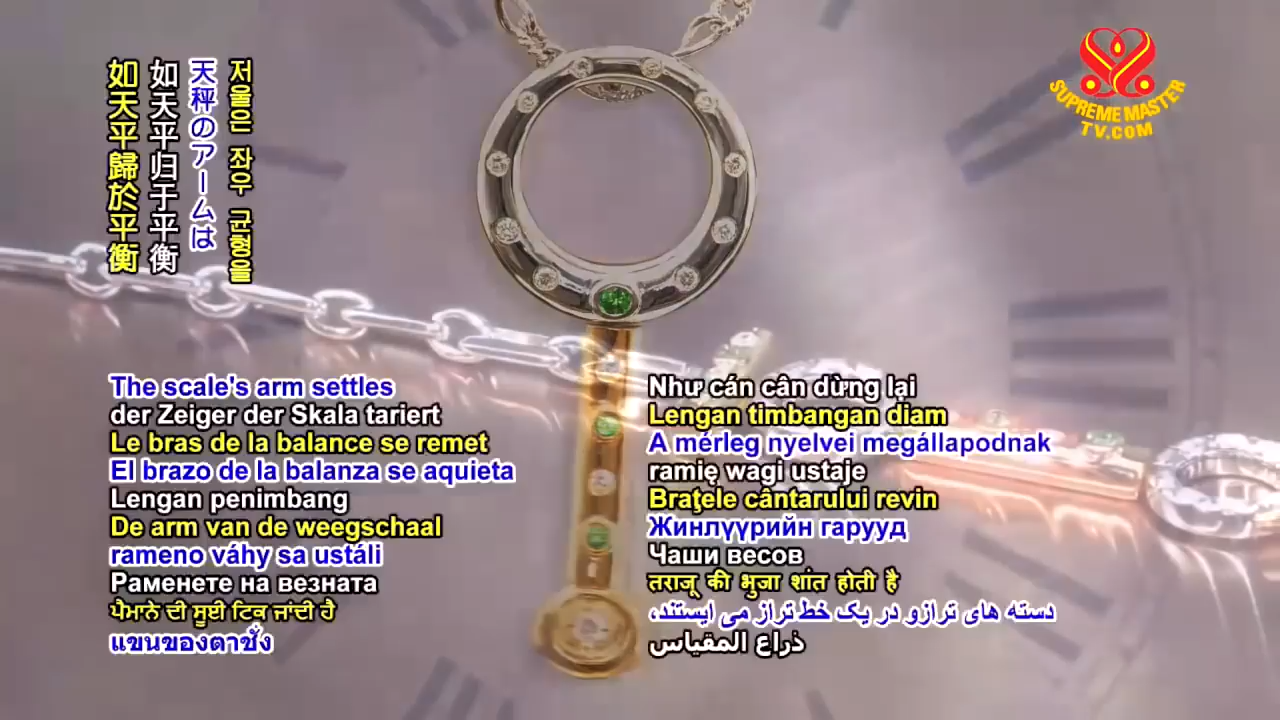 저울은 좌우 균형을
天秤のアームは
如天平归于平衡
如天平歸於平衡
SUPREME MASTER
TV.COM
The scale's arm settles
der Zeiger der Skala tariert
Le bras de la balance se remet
El brazo de la balanza se aquieta
Lengan penimbang
De arm van de weegschaal
rameno váhy sa ustáli
Раменете на везната
ਪੈਮਾਨੇ ਦੀ ਸੂਈ ਟਿਕ ਜਾਂਦੀ ਹੈ
แขนของตาชั่ง
Như cán cân dừng lại
Lengan timbangan diam
A mérleg nyelvei megállapodnak
ramię wagi ustaje
Braţele cântarului revin
Жинлүүрийн гарууд
Чаши весов
तराजू की भुजा शांत होती है
دسته های ترازو در یک خط تراز می ایستند،
ذراع المقياس